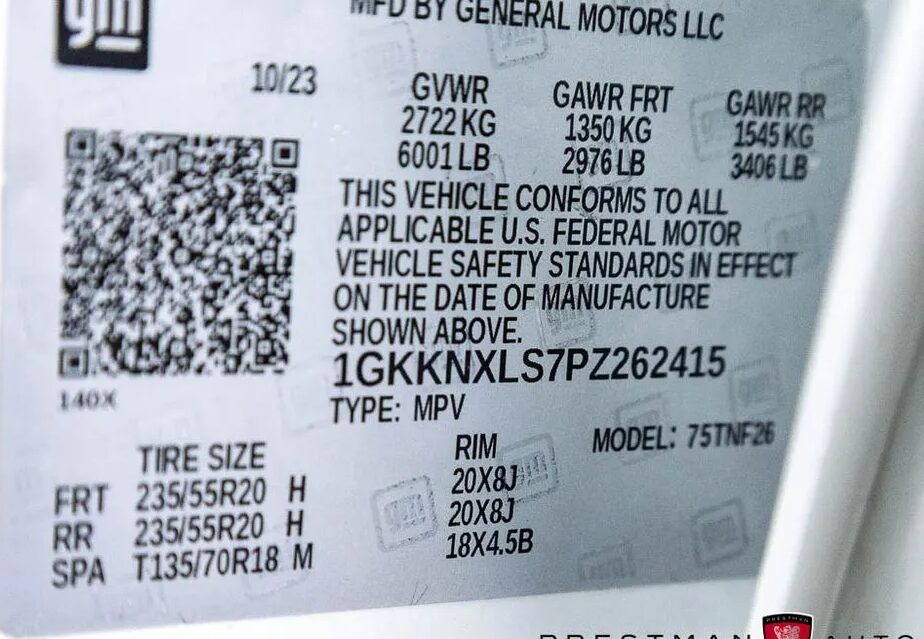 gm
MFD BY GENERAL MOTORS LLC
10/23
GVWR GAWR FRT GAWR RR
2722 KG 1350 KG 1545 KG
6001 LB 2976 LB 3406 LB
THIS VEHICLE CONFORMS TO ALL
APPLICABLE U.S. FEDERAL MOTOR
VEHICLE SAFETY STANDARDS IN EFFECT
ON THE DATE OF MANUFACTURE
SHOWN ABOVE.
1GKKNXLS7PZ262415
140X
TYPE: MPV
MODEL: 75TNF26
TIRE SIZE RIM
FRT 235/55R20 H 20X8J
RR 235/55R20 H 20X8J
SPA T135/70R18 M 18X4.5B
PRESTMAN AUTO